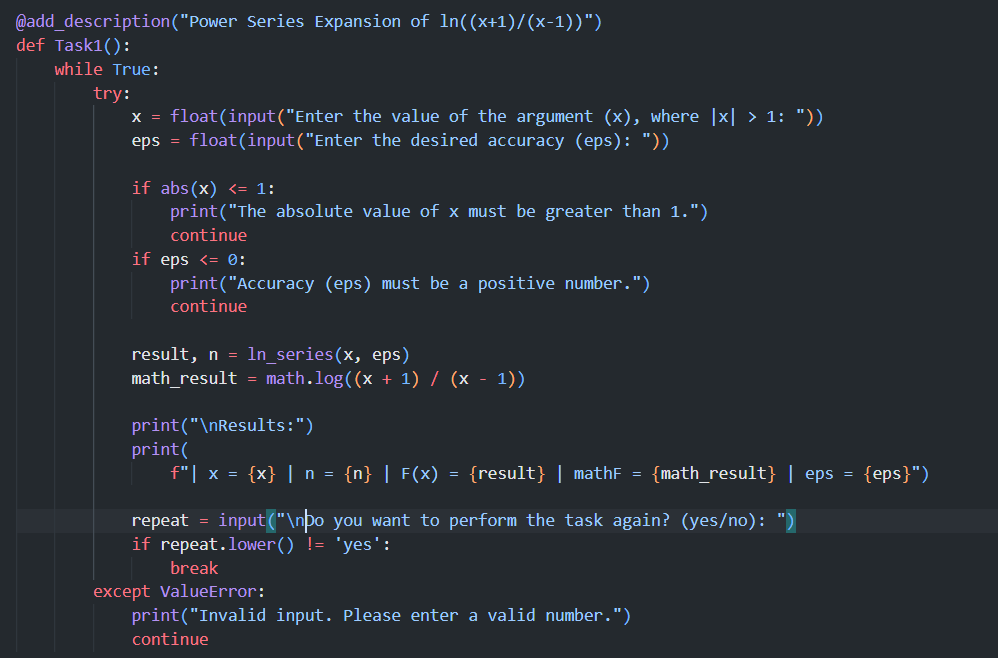 @add_description("Power Series Expansion of ln((x+1)/(x-1))")
def Task1():
    while True:
        try:
            x = float(input("Enter the value of the argument (x), where |x| > 1: "))
            eps = float(input("Enter the desired accuracy (eps): "))

            if abs(x) <= 1:
                print("The absolute value of x must be greater than 1.")
                continue
            if eps <= 0:
                print("Accuracy (eps) must be a positive number.")
                continue

            result, n = ln_series(x, eps)
            math_result = math.log((x + 1) / (x - 1))

            print("\nResults:")
            print(
                f"| x = {x} | n = {n} | F(x) = {result} | mathF = {math_result} | eps = {eps}")

            repeat = input("\nDo you want to perform the task again? (yes/no): ")
            if repeat.lower() != 'yes':
                break
        except ValueError:
            print("Invalid input. Please enter a valid number.")
            continue